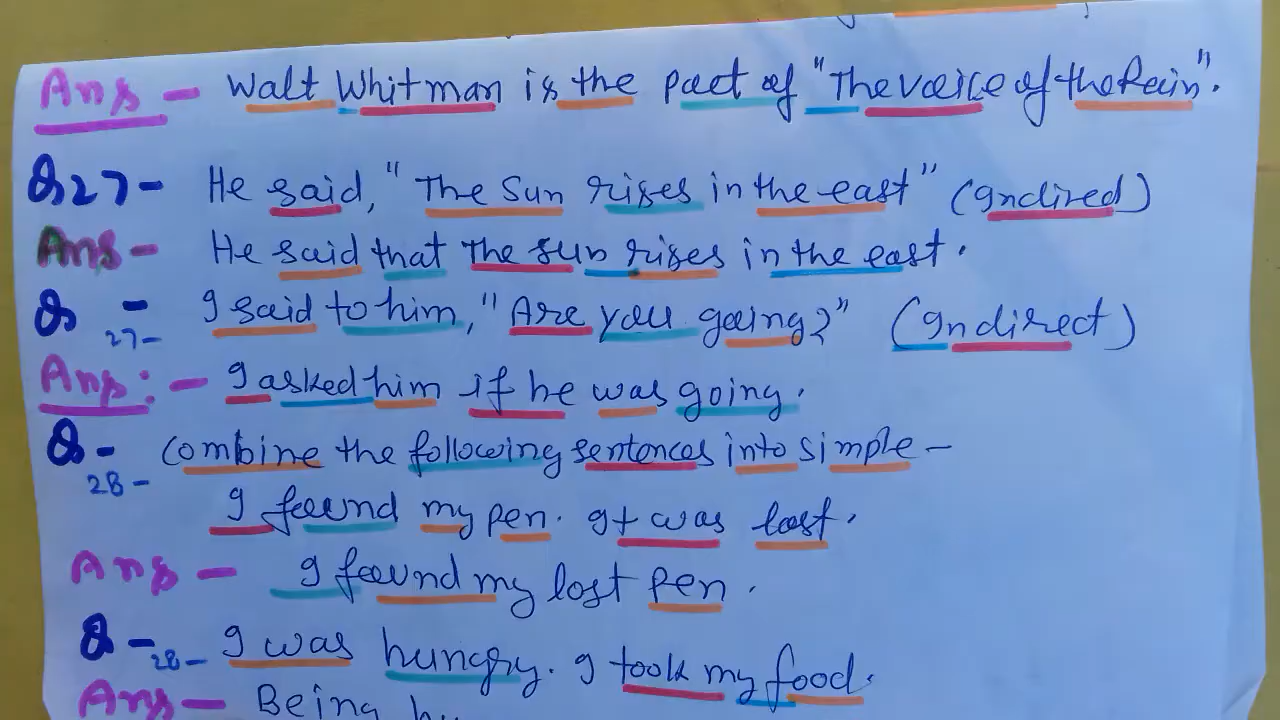 Ans - Walt Whitman is the poet of "The voice of the Rain".
Q27- He said, "The Sun rises in the east" (Indired)
Ans - He said that the sun rises in the east.
Q 27- I said to him, "Are you going?" (Indirect)
Ans:- I asked him if he was going.
Q- 28- Combine the following sentences into simple -
I found my pen. It was lost.
Ans - I found my lost pen.
Q- 28- I was hungry. I took my food.
Ans - Being